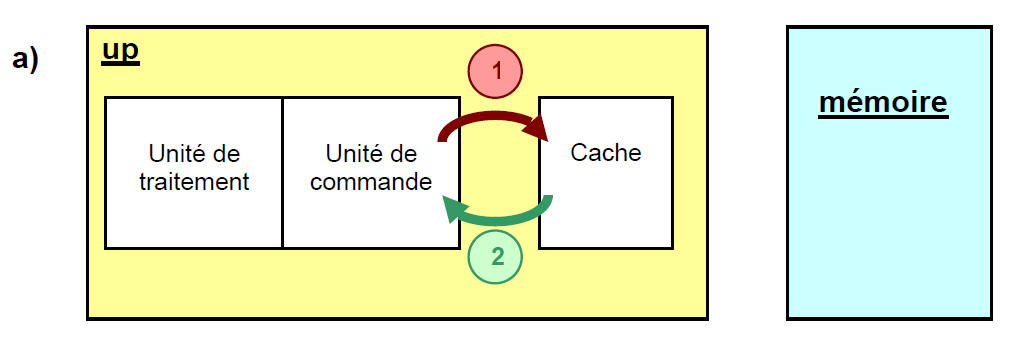 a)
up
1
Unité de
traitement
Unité de
commande
Cache
2
mémoire